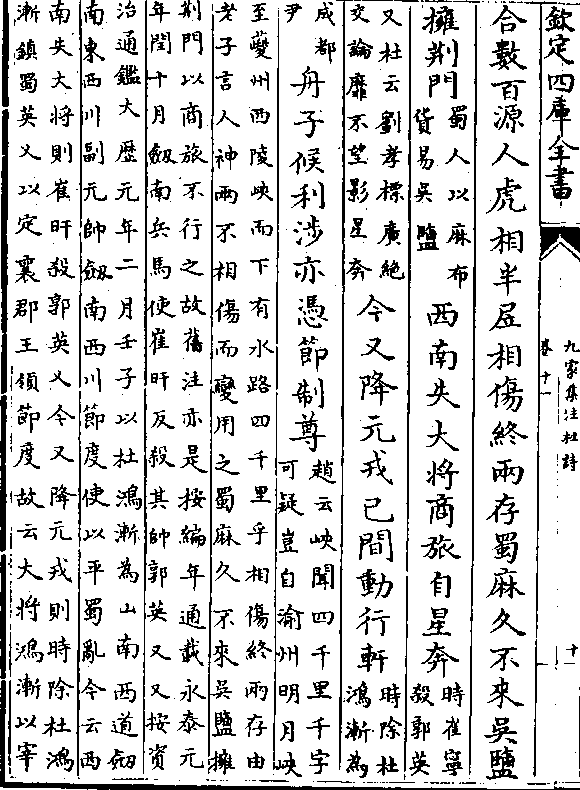 欽定四庫全書
九家集注杜詩
卷十一
十一
合數百源人虎相半居相傷終兩存蜀麻久不來吳鹽
擁荆門蜀人以麻布
貨易吳鹽西南失大將商旅自星奔時崔寧
殺郭英
乂杜云劉孝標廣絶
交論靡不望影星奔今又降元戎已聞動行軒時除杜
鴻漸為
成都
尹舟子候利涉亦憑節制尊趙云峽聞四千里千字
可疑豈自渝州明月峽
至夔州西陵峽而下有水路四千里乎相傷終兩存由
老子言人神兩不相傷而變用之蜀麻久不來吳鹽擁
荆門以商旅不行之故舊注亦是按編年通載永泰元
年閏十月劔南兵馬使崔旰反殺其帥郭英乂又按資
治通鑑大歴元年二月壬子以杜鴻漸為山南西道劔
南東西川副元帥劔南西川節度使以平蜀亂今云西
南失大將則崔旰殺郭英乂今又降元戎則時除杜鴻
漸鎮蜀英乂以定襄郡王領節度故云大將鴻漸以宰